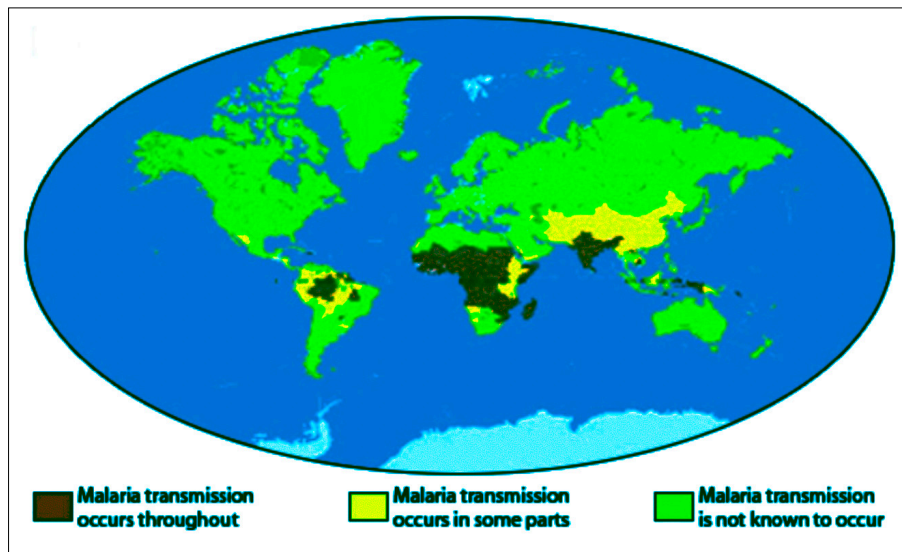 Malaria transmission
occurs throughout
Malaria transmission
occurs in some parts
Malaria transmission
is not known to occur